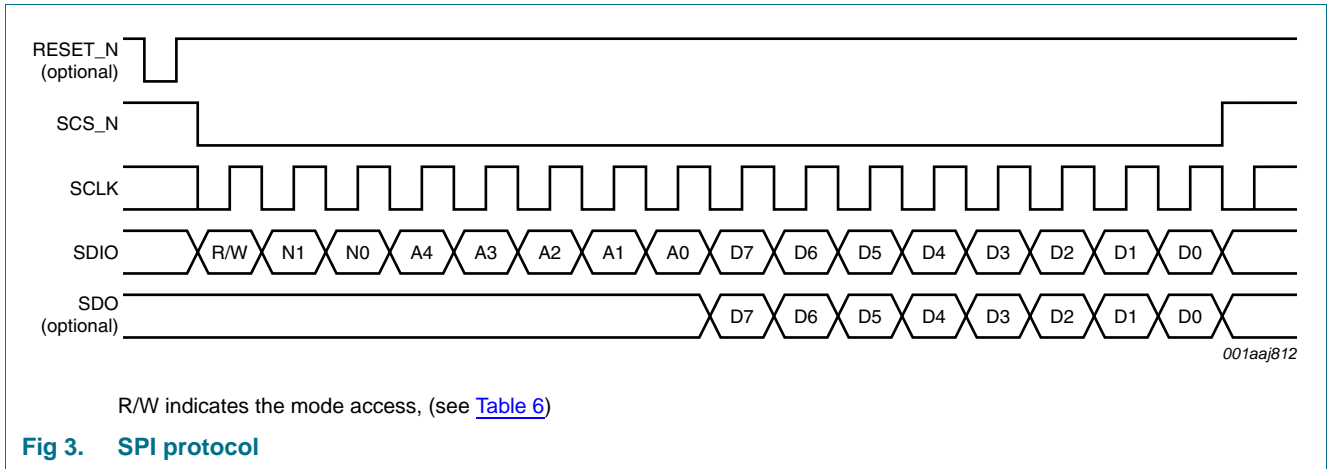 RESET_N
(optional)
SCS_N
SCLK
SDIO R/W N1 N0 A4 A3 A2 A1 A0 D7 D6 D5 D4 D3 D2 D1 D0
SDO
(optional) D7 D6 D5 D4 D3 D2 D1 D0
001aaj812
R/W indicates the mode access, (see Table 6)
Fig 3. SPI protocol